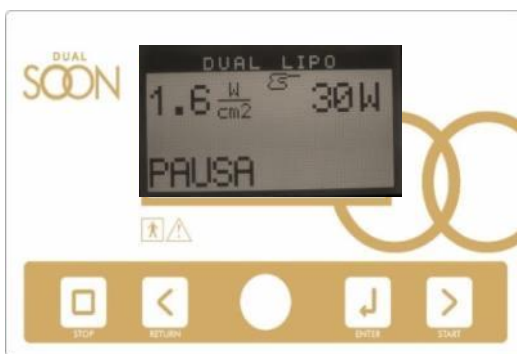 DUAL
SOON
DUAL LIPO
1.6 W/cm2 30W
PAUSA
STOP
RETURN
ENTER
START